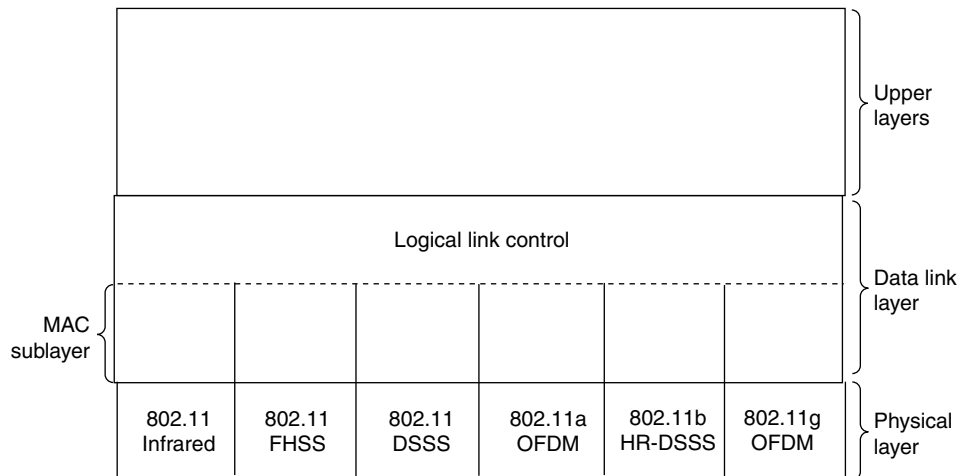 Upper
layers
Logical link control
Data link
layer
MAC
sublayer
802.11
Infrared
802.11
FHSS
802.11
DSSS
802.11a
OFDM
802.11b
HR-DSSS
802.11g
OFDM
Physical
layer